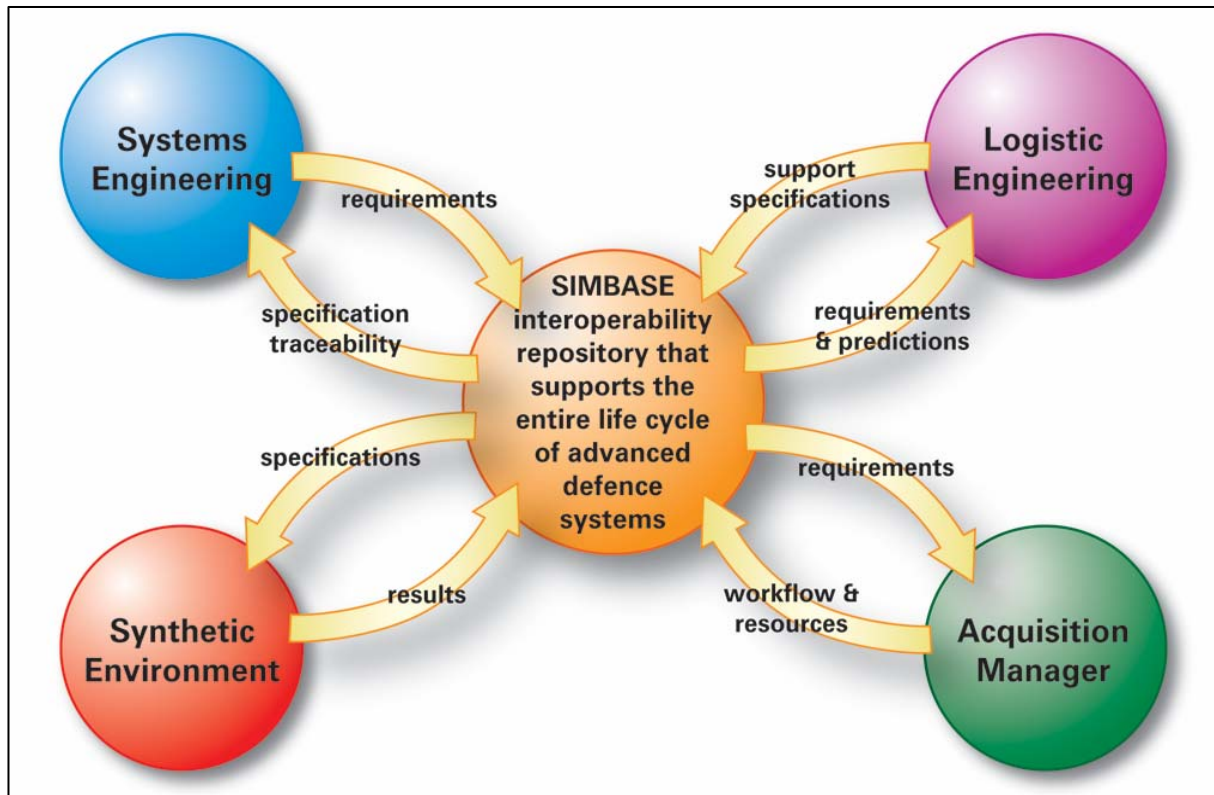 Systems
Engineering
requirements
specification
traceability
support
specifications
Logistic
Engineering
requirements
& predictions
SIMBASE
interoperability
repository that
supports the
entire life cycle
of advanced
defence
systems
specifications
results
Synthetic
Environment
requirements
workflow &
resources
Acquisition
Manager